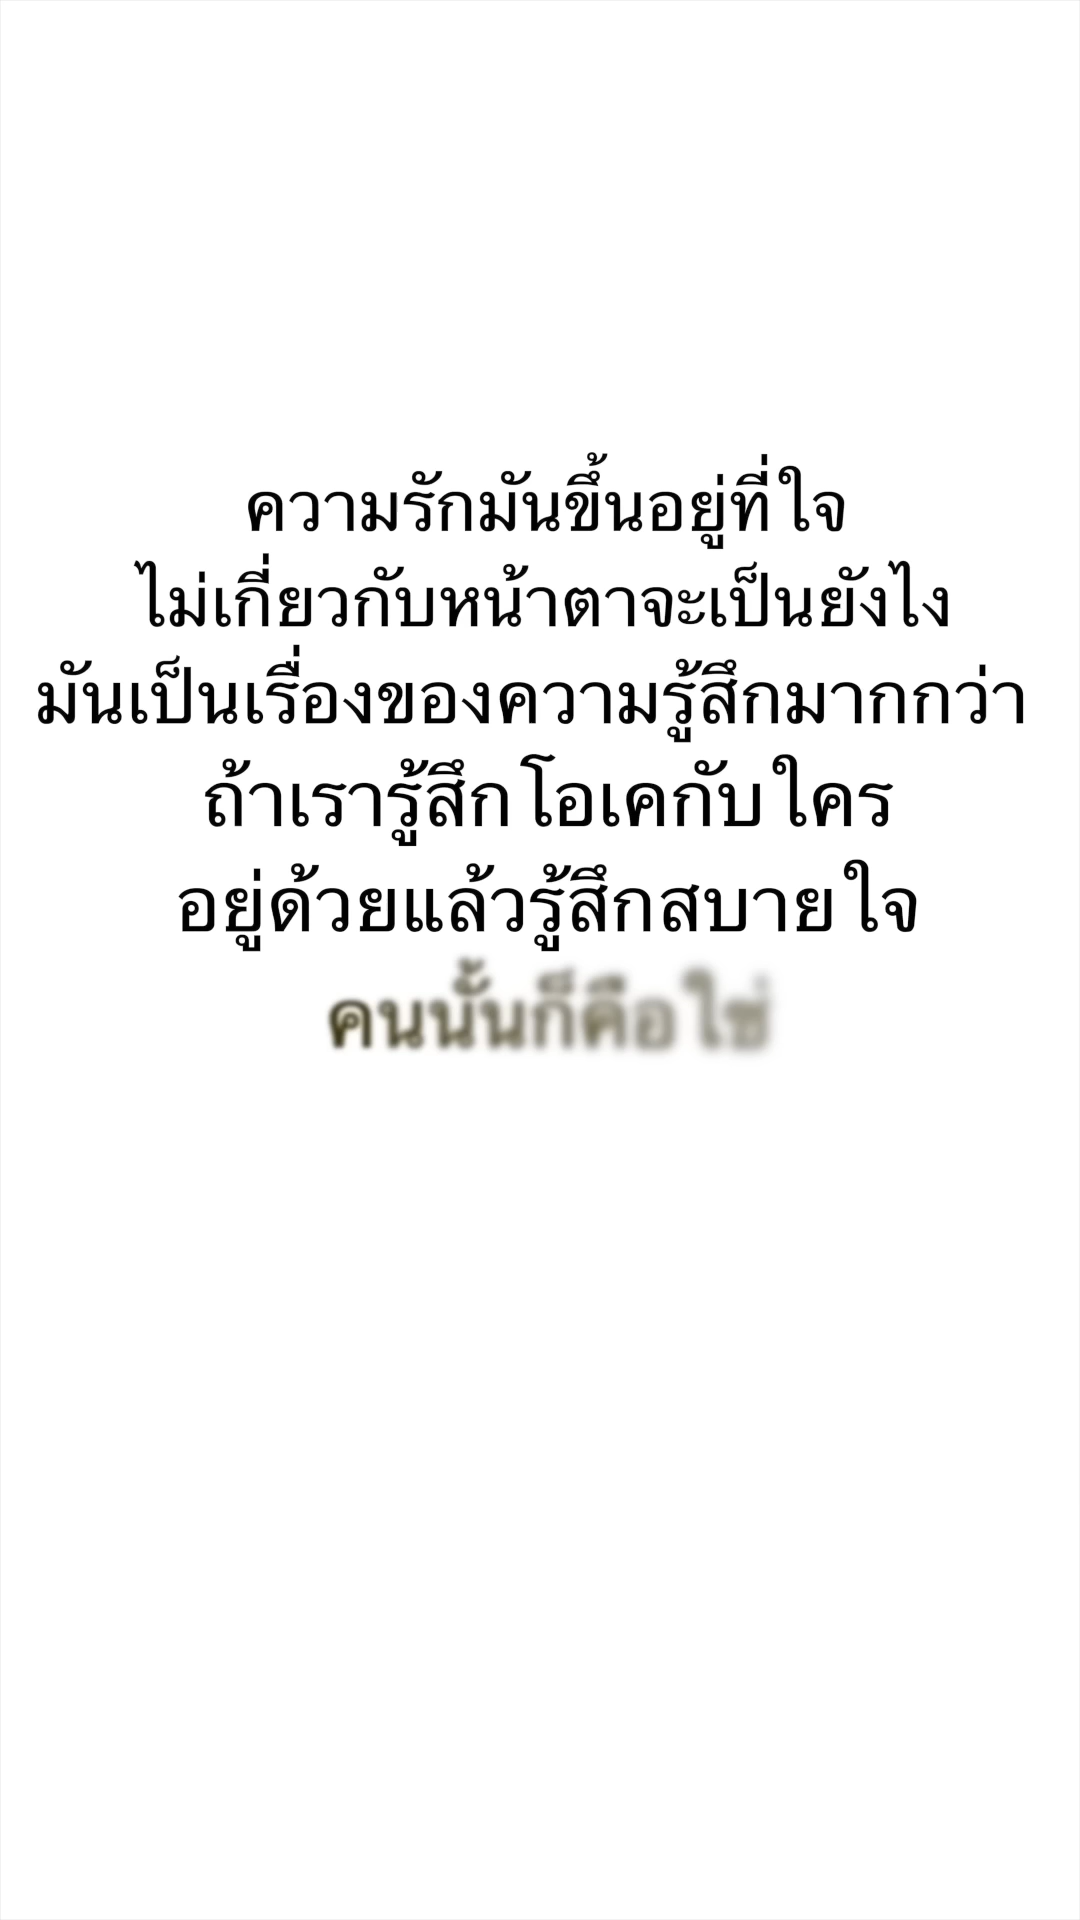 ความรักมันขึ้นอยู่ที่ใจ
ไม่เกี่ยวกับหน้าตาจะเป็นยังไง
มันเป็นเรื่องของความรู้สึกมากกว่า
ถ้าเรารู้สึกโอเคกับใคร
อยู่ด้วยแล้วรู้สึกสบายใจ
คนนั้นก็คือใช่